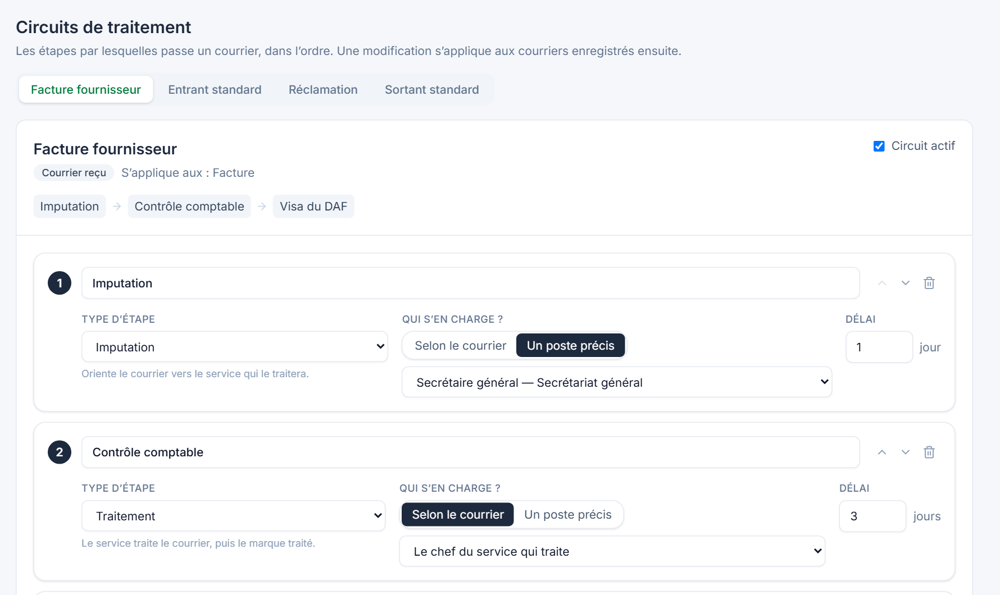 Circuits de traitement
Les étapes par lesquelles passe un courrier, dans l’ordre. Une modification s’applique aux courriers enregistrés ensuite.
Facture fournisseur Entrant standard Réclamation Sortant standard
Facture fournisseur
Circuit actif
Courrier reçu S’applique aux : Facture
Imputation → Contrôle comptable → Visa du DAF
1 Imputation
TYPE D’ÉTAPE QUI S’EN CHARGE ? DÉLAI
Imputation Selon le courrier Un poste précis 1 jour
Oriente le courrier vers le service qui le traitera.
Secrétaire général — Secrétariat général
2 Contrôle comptable
TYPE D’ÉTAPE QUI S’EN CHARGE ? DÉLAI
Traitement Selon le courrier Un poste précis 3 jours
Le service traite le courrier, puis le marque traité.
Le chef du service qui traite